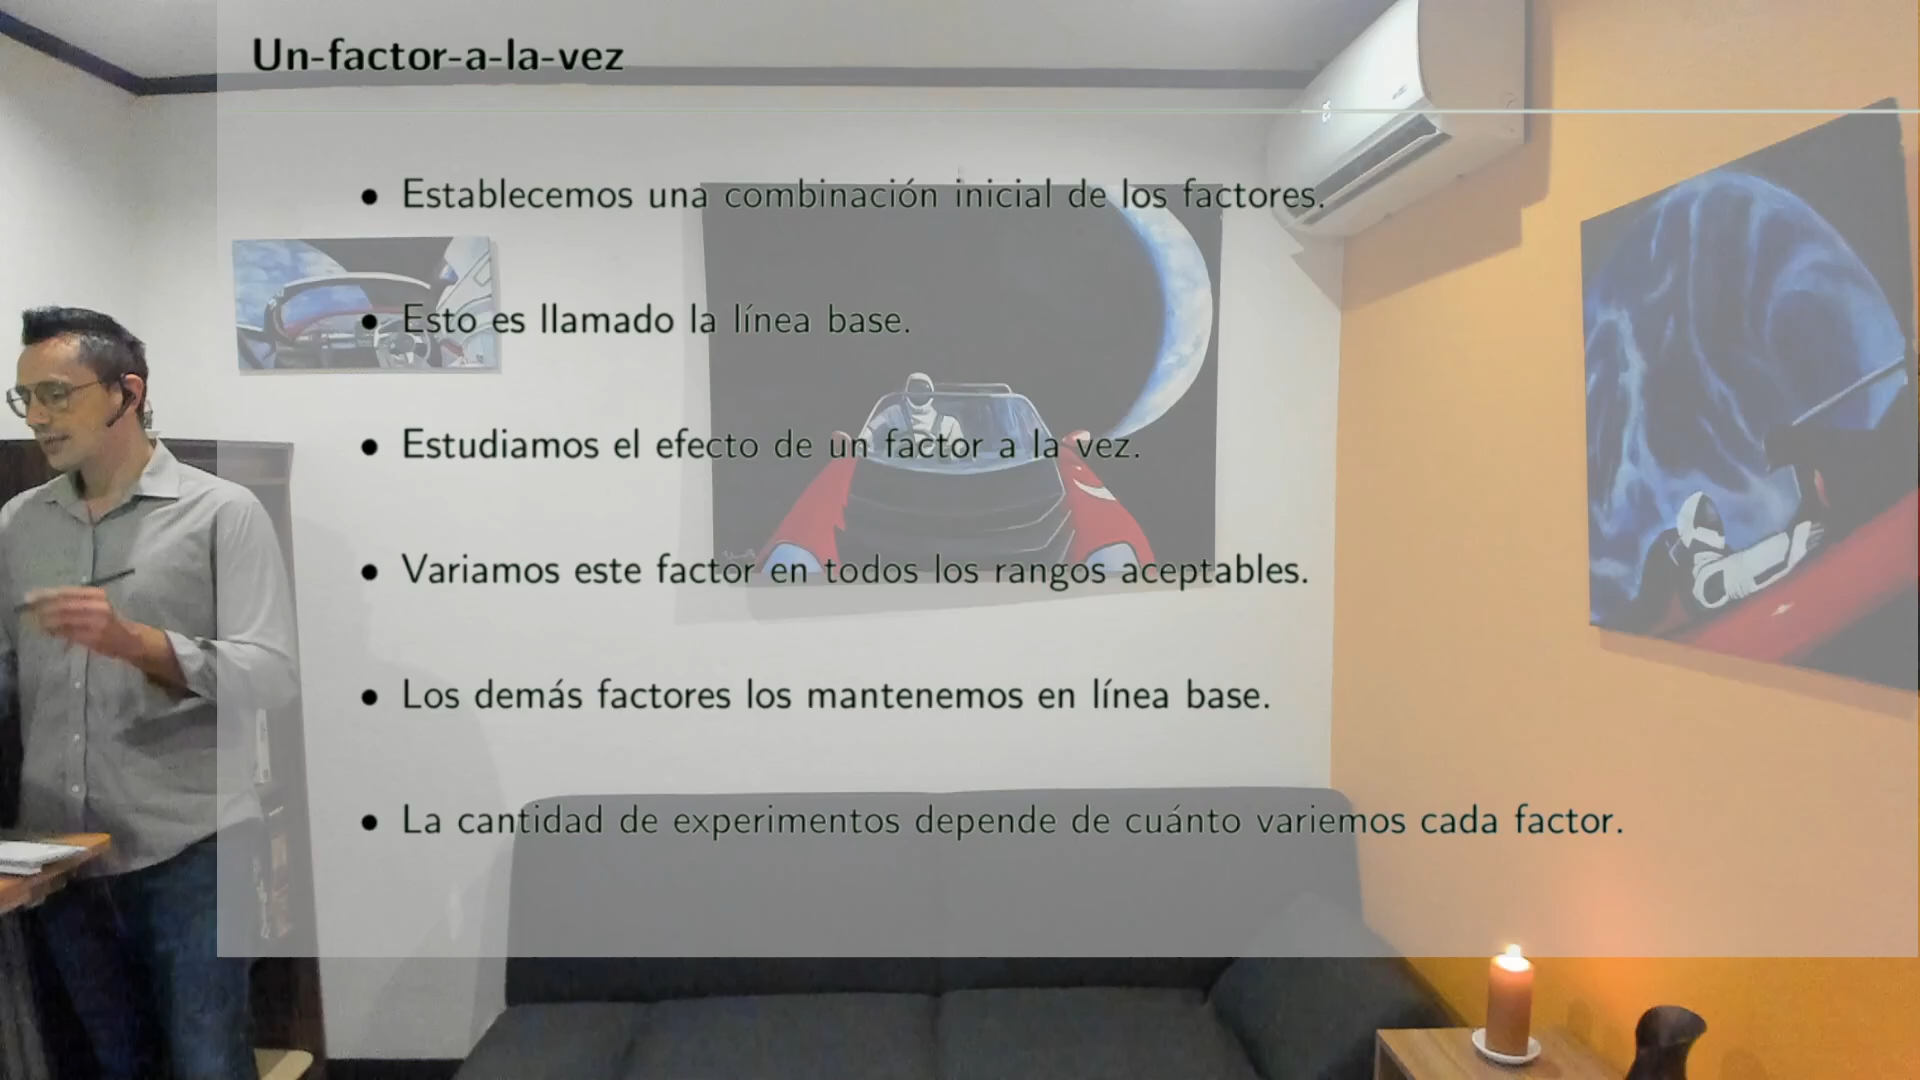 Un-factor-a-la-vez
• Establecemos una combinación inicial de los factores.
• Esto es llamado la línea base.
• Estudiamos el efecto de un factor a la vez.
• Variamos este factor en todos los rangos aceptables.
• Los demás factores los mantenemos en línea base.
• La cantidad de experimentos depende de cuánto variemos cada factor.